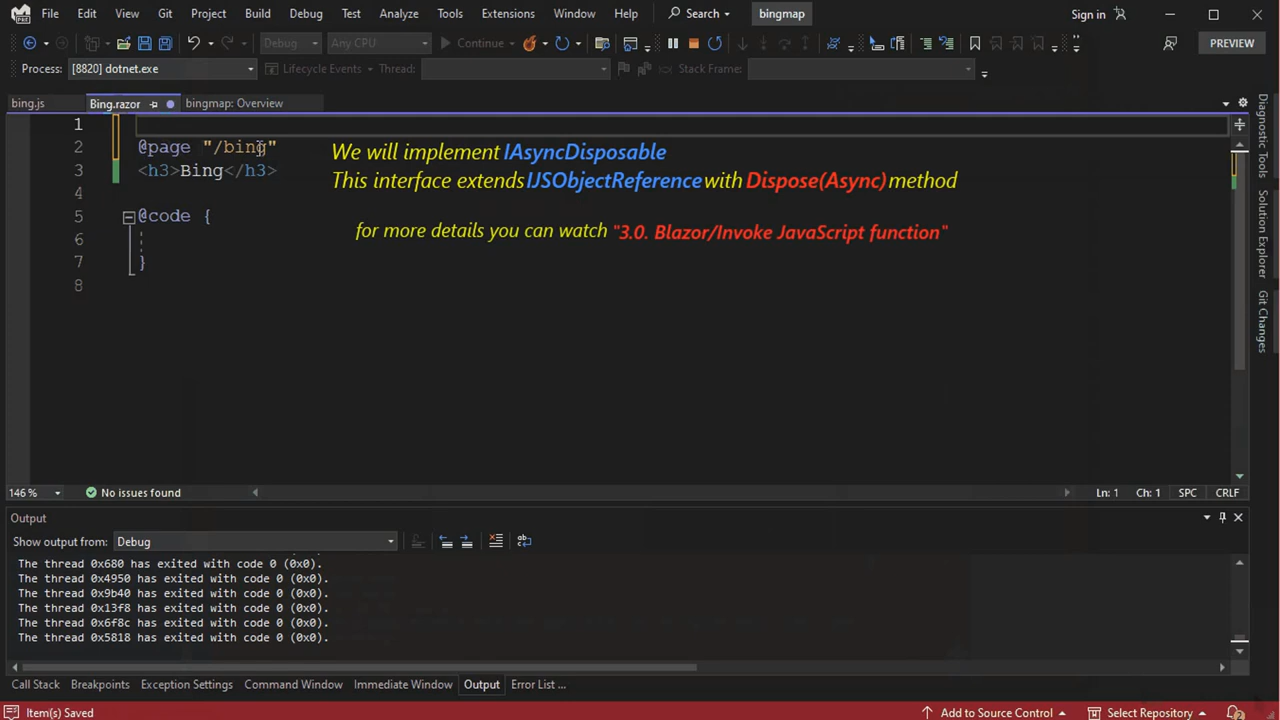 File Edit View Git Project Build Debug Test Analyze Tools Extensions Window Help Search bingmap Sign in
Debug Any CPU Continue PREVIEW
Process: [8820] dotnet.exe Lifecycle Events Thread: Stack Frame:
bing.js Bing.razor bingmap: Overview
1
2 @page "/bing"
3 <h3>Bing</h3>
4
5 @code {
6
7 }
8
We will implement IAsyncDisposable
This interface extends IJSObjectReference with Dispose(Async) method
for more details you can watch "3.0. Blazor/Invoke JavaScript function"
Diagnostic Tools
Solution Explorer
Git Changes
146 % No issues found Ln: 1 Ch: 1 SPC CRLF
Output
Show output from: Debug
The thread 0x680 has exited with code 0 (0x0).
The thread 0x4950 has exited with code 0 (0x0).
The thread 0x9b40 has exited with code 0 (0x0).
The thread 0x13f8 has exited with code 0 (0x0).
The thread 0x6f8c has exited with code 0 (0x0).
The thread 0x5818 has exited with code 0 (0x0).
Call Stack Breakpoints Exception Settings Command Window Immediate Window Output Error List ...
Item(s) Saved Add to Source Control Select Repository